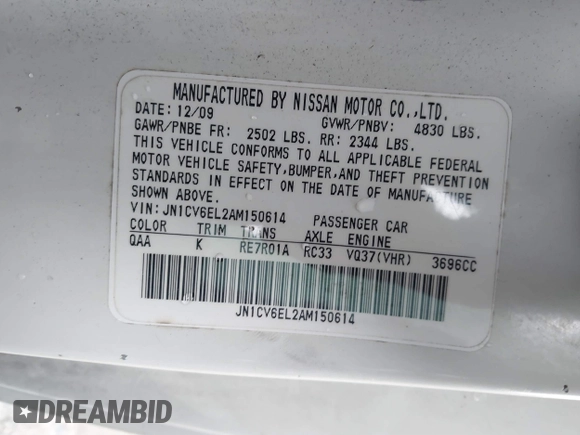 MANUFACTURED BY NISSAN MOTOR CO.,LTD.
DATE: 12/09 GVWR/PNBV: 4830 LBS.
GAWR/PNBE FR: 2502 LBS. RR: 2344 LBS.
THIS VEHICLE CONFORMS TO ALL APPLICABLE FEDERAL
MOTOR VEHICLE SAFETY,BUMPER,AND THEFT PREVENTION
STANDARDS IN EFFECT ON THE DATE OF MANUFACTURE
SHOWN ABOVE.
VIN: JN1CV6EL2AM150614 PASSENGER CAR
COLOR TRIM TRANS AXLE ENGINE
QAA K RE7R01A RC33 VQ37(VHR) 3696CC
JN1CV6EL2AM150614
DREAMBID